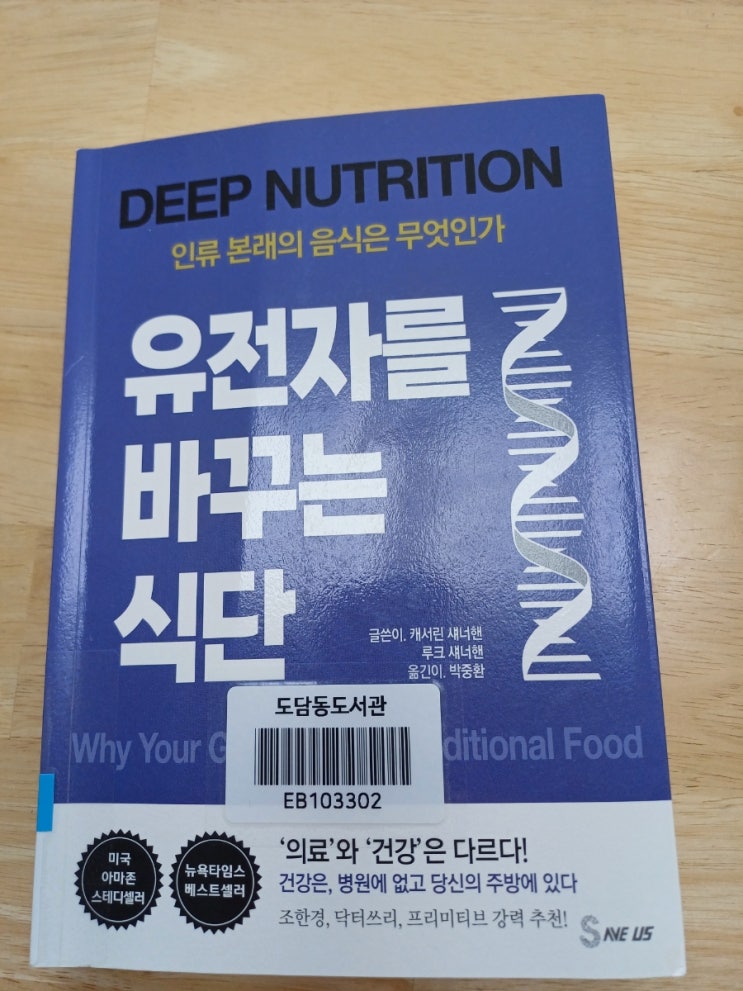 DEEP NUTRITION
인류 본래의 음식은 무엇인가
유전자를
바꾸는
식단
글쓴이. 캐서린 섀너핸
루크 섀너핸
옮긴이. 박중환
도담동도서관
EB103302
Why Your G ditional Food
미국
아마존
스테디셀러
뉴욕타임스
베스트셀러
‘의료’와 ‘건강’은 다르다!
건강은, 병원에 없고 당신의 주방에 있다
조한경, 닥터쓰리, 프리미티브 강력 추천!
SAVE US